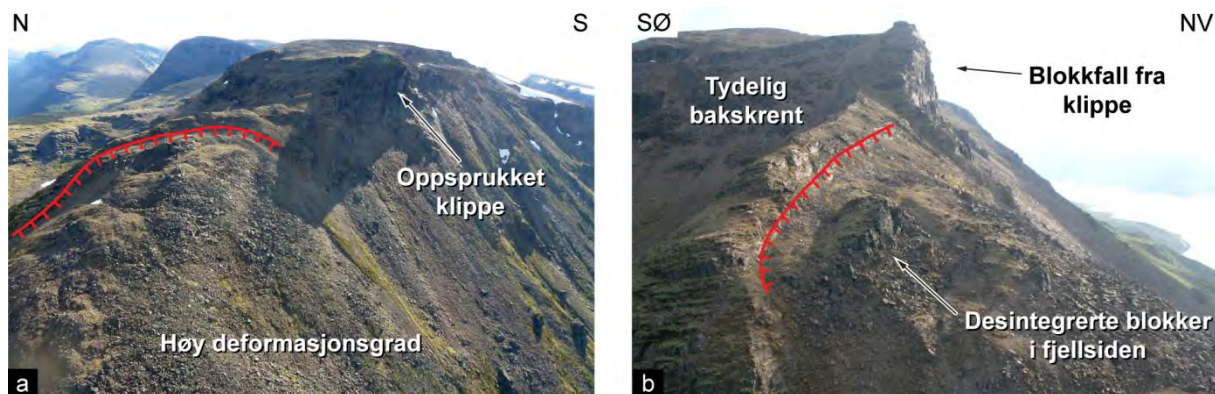 N
S
Oppsprukket
klippe
Høy deformasjonsgrad
a
SØ
NV
Tydelig
bakskrent
Blokkfall fra
klippe
Desintegrerte blokker
i fjellsiden
b